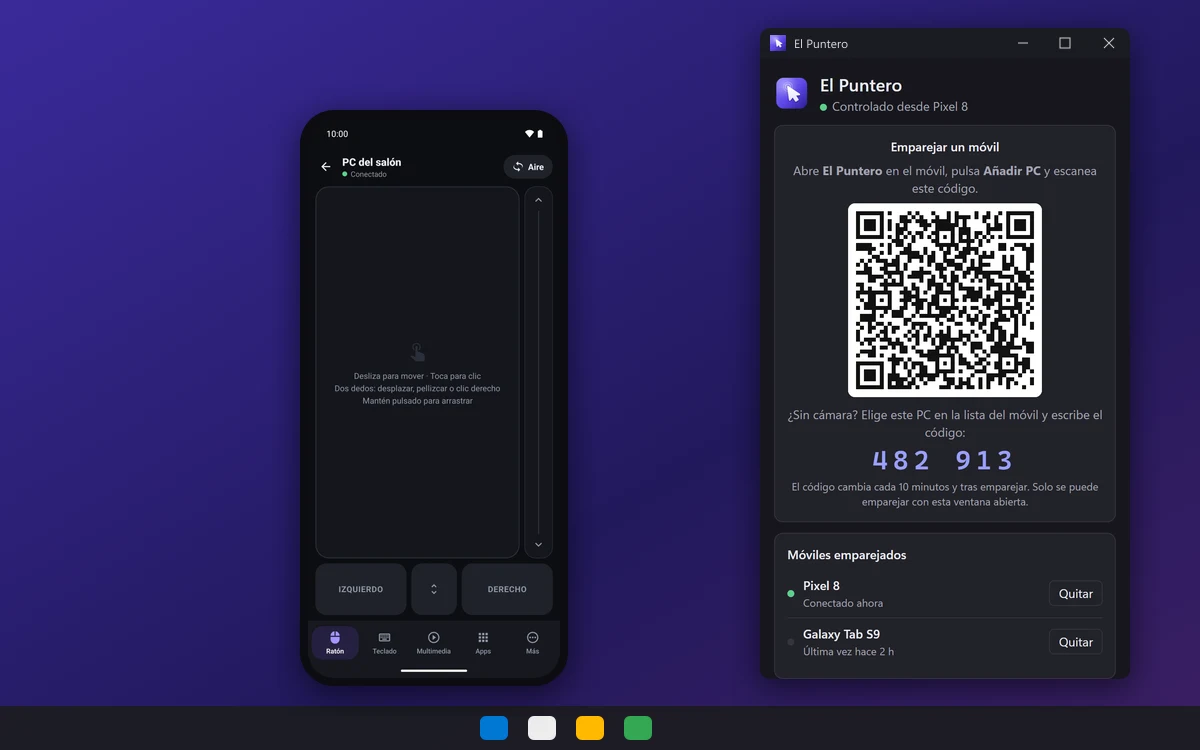 10:00
PC del salón
Conectado
Aire
Desliza para mover · Toca para clic
Dos dedos: desplazar, pellizcar o clic derecho
Mantén pulsado para arrastrar
IZQUIERDO
DERECHO
Ratón
Teclado
Multimedia
Apps
Más
El Puntero
El Puntero
Controlado desde Pixel 8
Emparejar un móvil
Abre El Puntero en el móvil, pulsa Añadir PC y escanea
este código.
¿Sin cámara? Elige este PC en la lista del móvil y escribe el
código:
482 913
El código cambia cada 10 minutos y tras emparejar. Solo se puede
emparejar con esta ventana abierta.
Móviles emparejados
Pixel 8
Conectado ahora
Quitar
Galaxy Tab S9
Última vez hace 2 h
Quitar